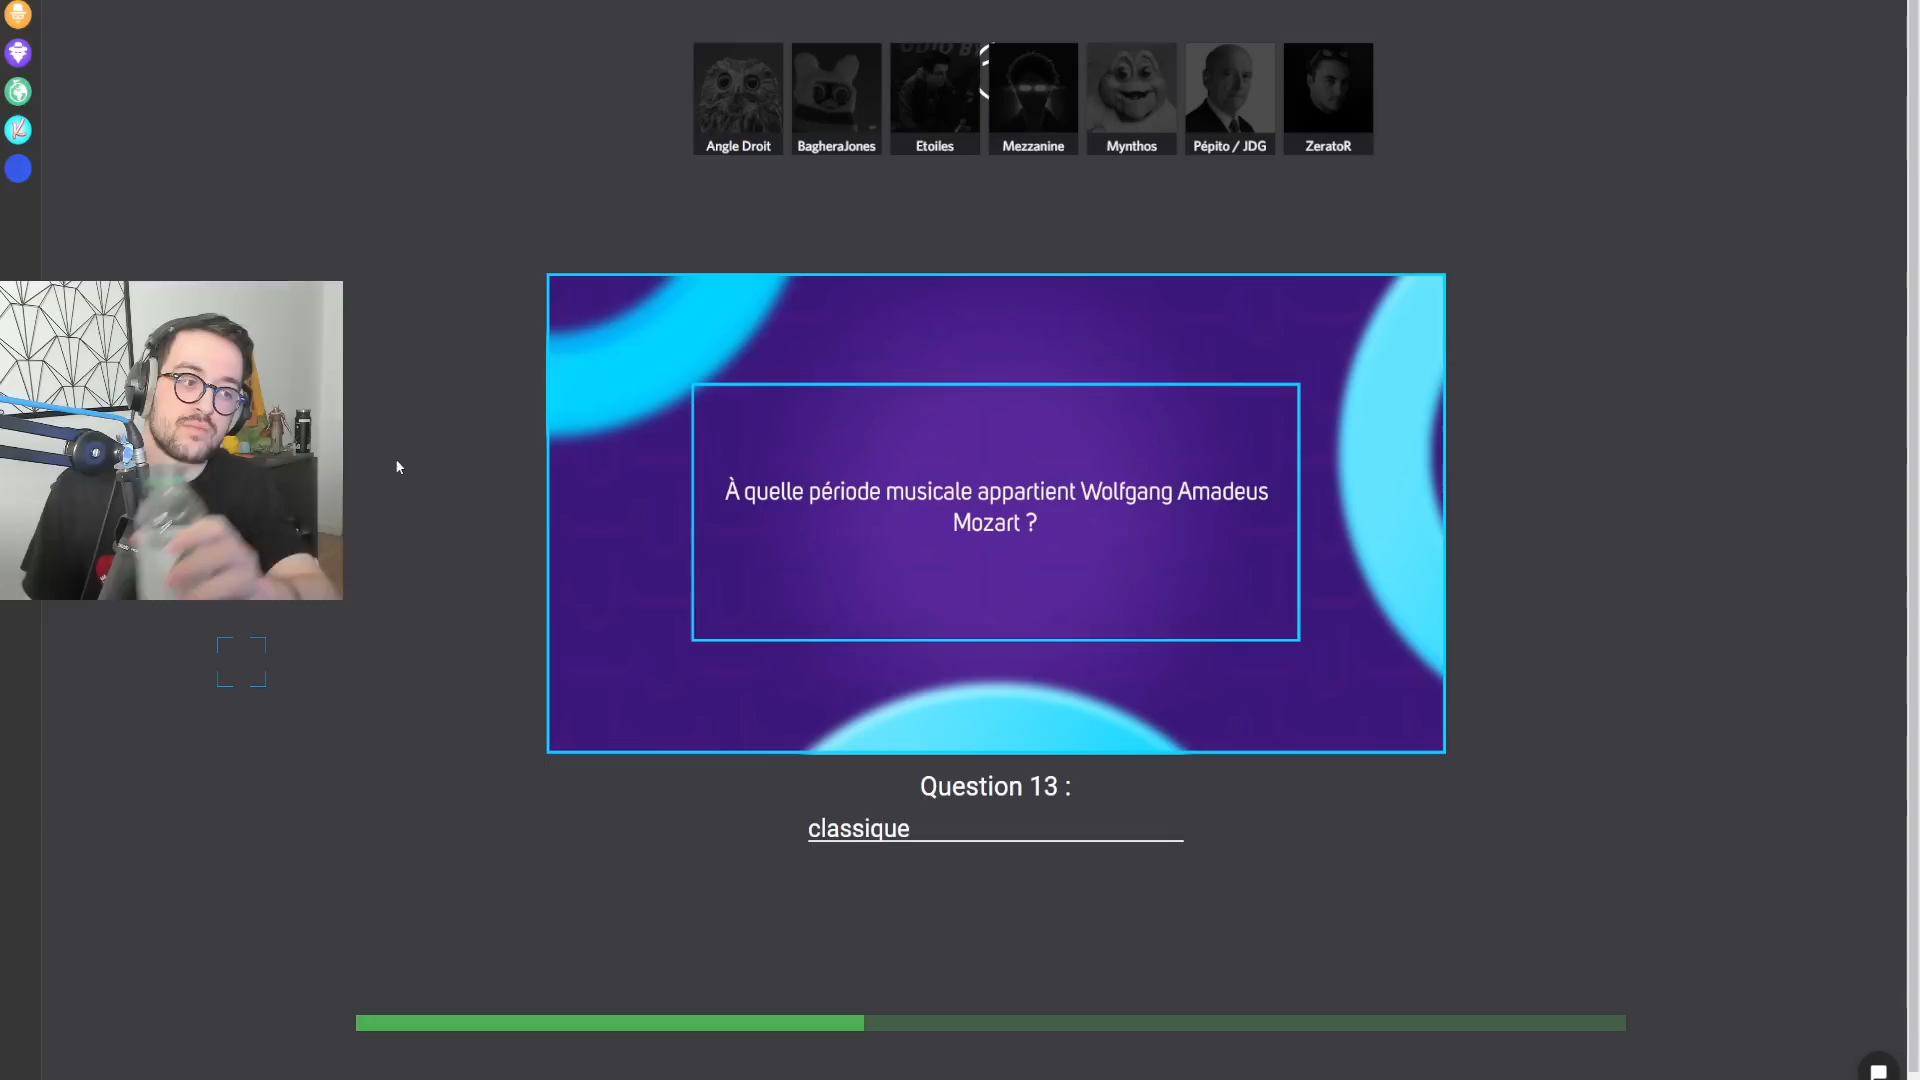 Angle Droit
BagheraJones
Etoiles
Mezzanine
Mynthos
Pépito / JDG
ZeratoR
À quelle période musicale appartient Wolfgang Amadeus
Mozart ?
Question 13 :
classique